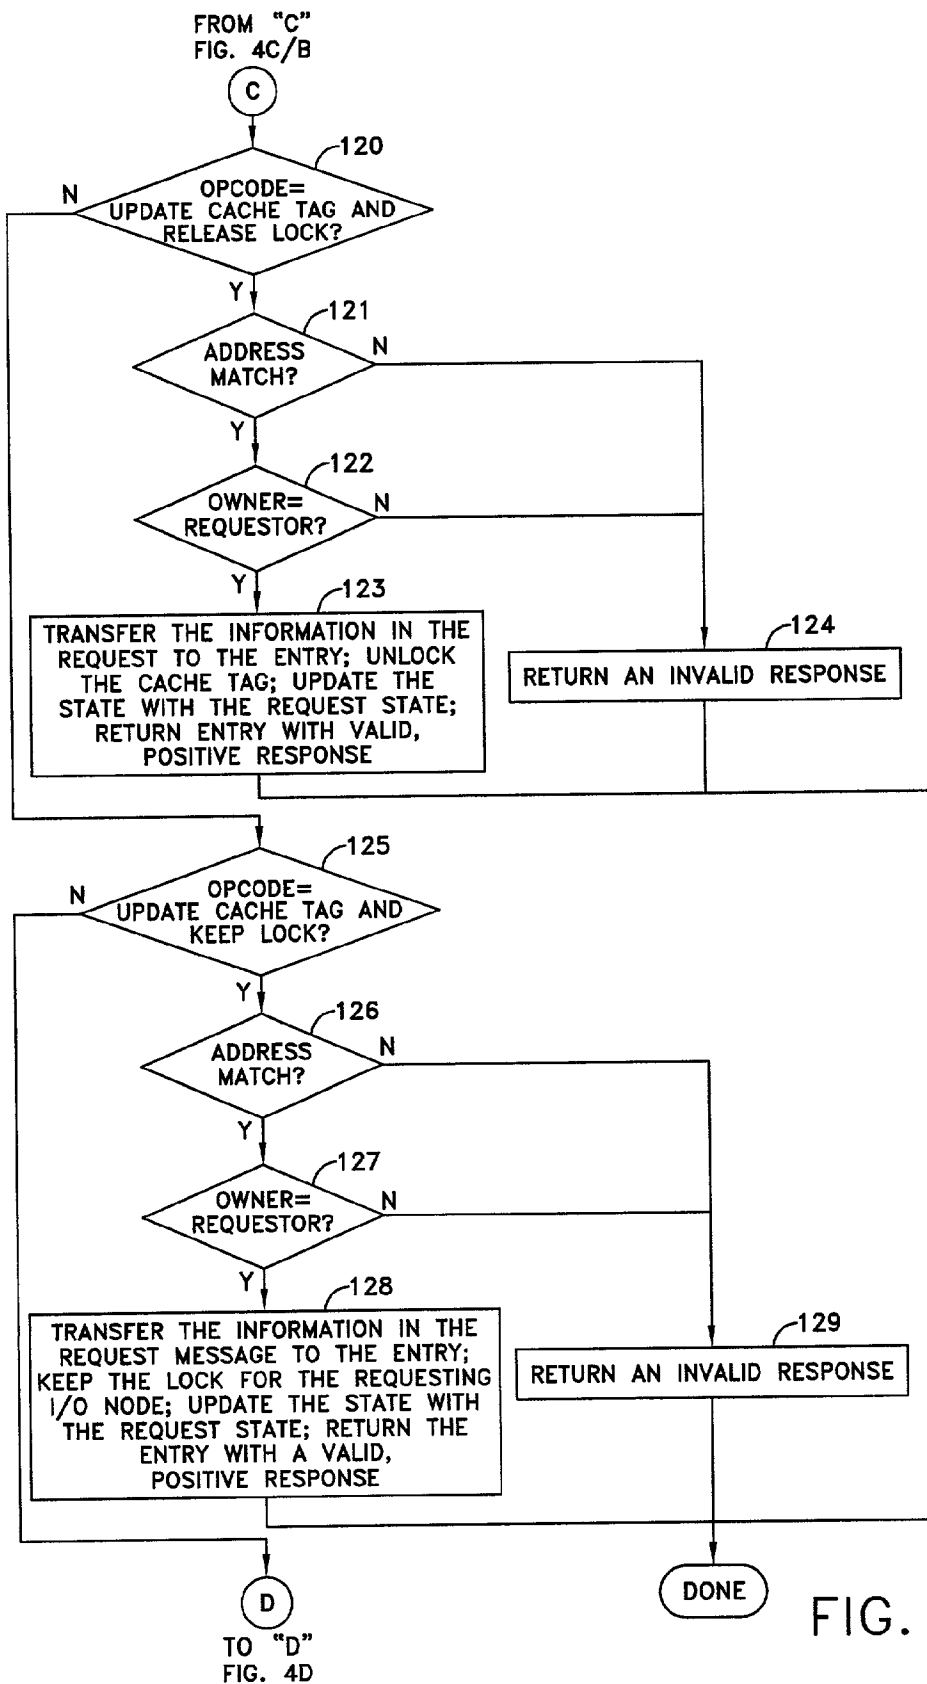 FROM "C"
FIG. 4C/B
C
120
N
OPCODE=
UPDATE CACHE TAG AND
RELEASE LOCK?
Y
121
ADDRESS
MATCH?
N
Y
122
OWNER=
REQUESTOR?
N
Y
123
TRANSFER THE INFORMATION IN THE
REQUEST TO THE ENTRY; UNLOCK
THE CACHE TAG; UPDATE THE
STATE WITH THE REQUEST STATE;
RETURN ENTRY WITH VALID,
POSITIVE RESPONSE
124
RETURN AN INVALID RESPONSE
125
N
OPCODE=
UPDATE CACHE TAG AND
KEEP LOCK?
Y
126
ADDRESS
MATCH?
N
Y
127
OWNER=
REQUESTOR?
N
Y
128
TRANSFER THE INFORMATION IN THE
REQUEST MESSAGE TO THE ENTRY;
KEEP THE LOCK FOR THE REQUESTING
I/O NODE; UPDATE THE STATE WITH
THE REQUEST STATE; RETURN THE
ENTRY WITH A VALID,
POSITIVE RESPONSE
129
RETURN AN INVALID RESPONSE
D
TO "D"
FIG. 4D
DONE
FIG.